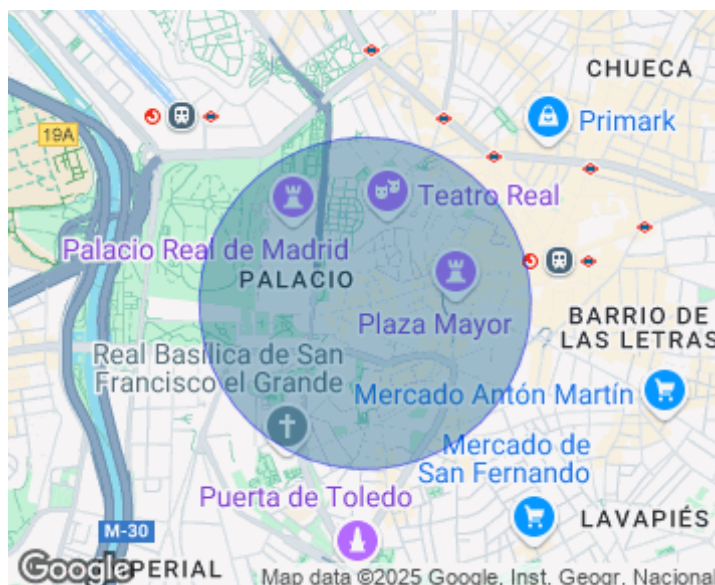 CHUECA
19A
Primark
Teatro Real
Palacio Real de Madrid
PALACIO
Plaza Mayor
BARRIO DE
LAS LETRAS
Real Basílica de San
Francisco el Grande
Mercado Antón Martín
Mercado de
San Fernando
Puerta de Toledo
M-30
LAVAPIÉS
Google
PERIAL
Map data ©2025 Google, Inst. Geogr. Nacional